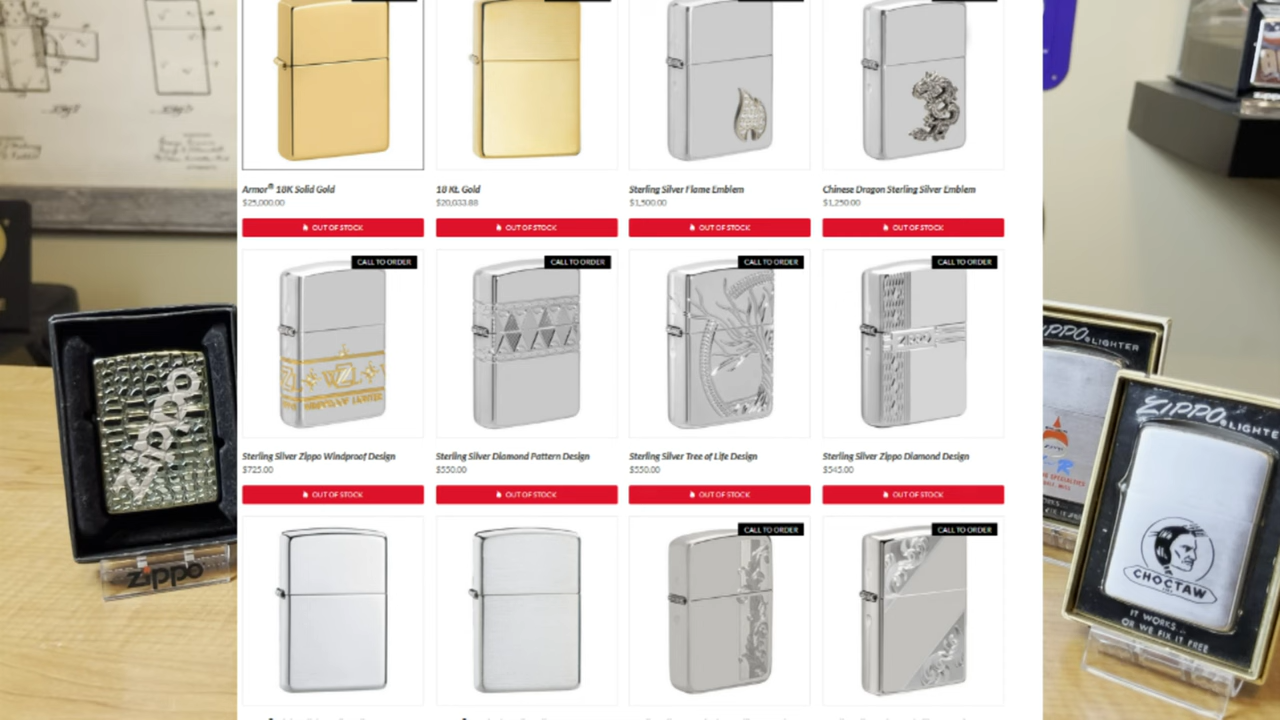 Armor® 18K Solid Gold
$25,000.00
OUT OF STOCK
18 Kt. Gold
$20,033.88
OUT OF STOCK
Sterling Silver Flame Emblem
$1,500.00
OUT OF STOCK
Chinese Dragon Sterling Silver Emblem
$1,250.00
OUT OF STOCK
CALL TO ORDER
Sterling Silver Zippo Windproof Design
$725.00
OUT OF STOCK
CALL TO ORDER
Sterling Silver Diamond Pattern Design
$550.00
OUT OF STOCK
CALL TO ORDER
Sterling Silver Tree of Life Design
$550.00
OUT OF STOCK
CALL TO ORDER
ZIPPO
Sterling Silver Zippo Diamond Design
$545.00
OUT OF STOCK
CALL TO ORDER
CALL TO ORDER
Zippo
zippo
LIGHTER
ZIPPO LIGHTE
CHOCTAW
IT WORKS...
OR WE FIX IT FREE